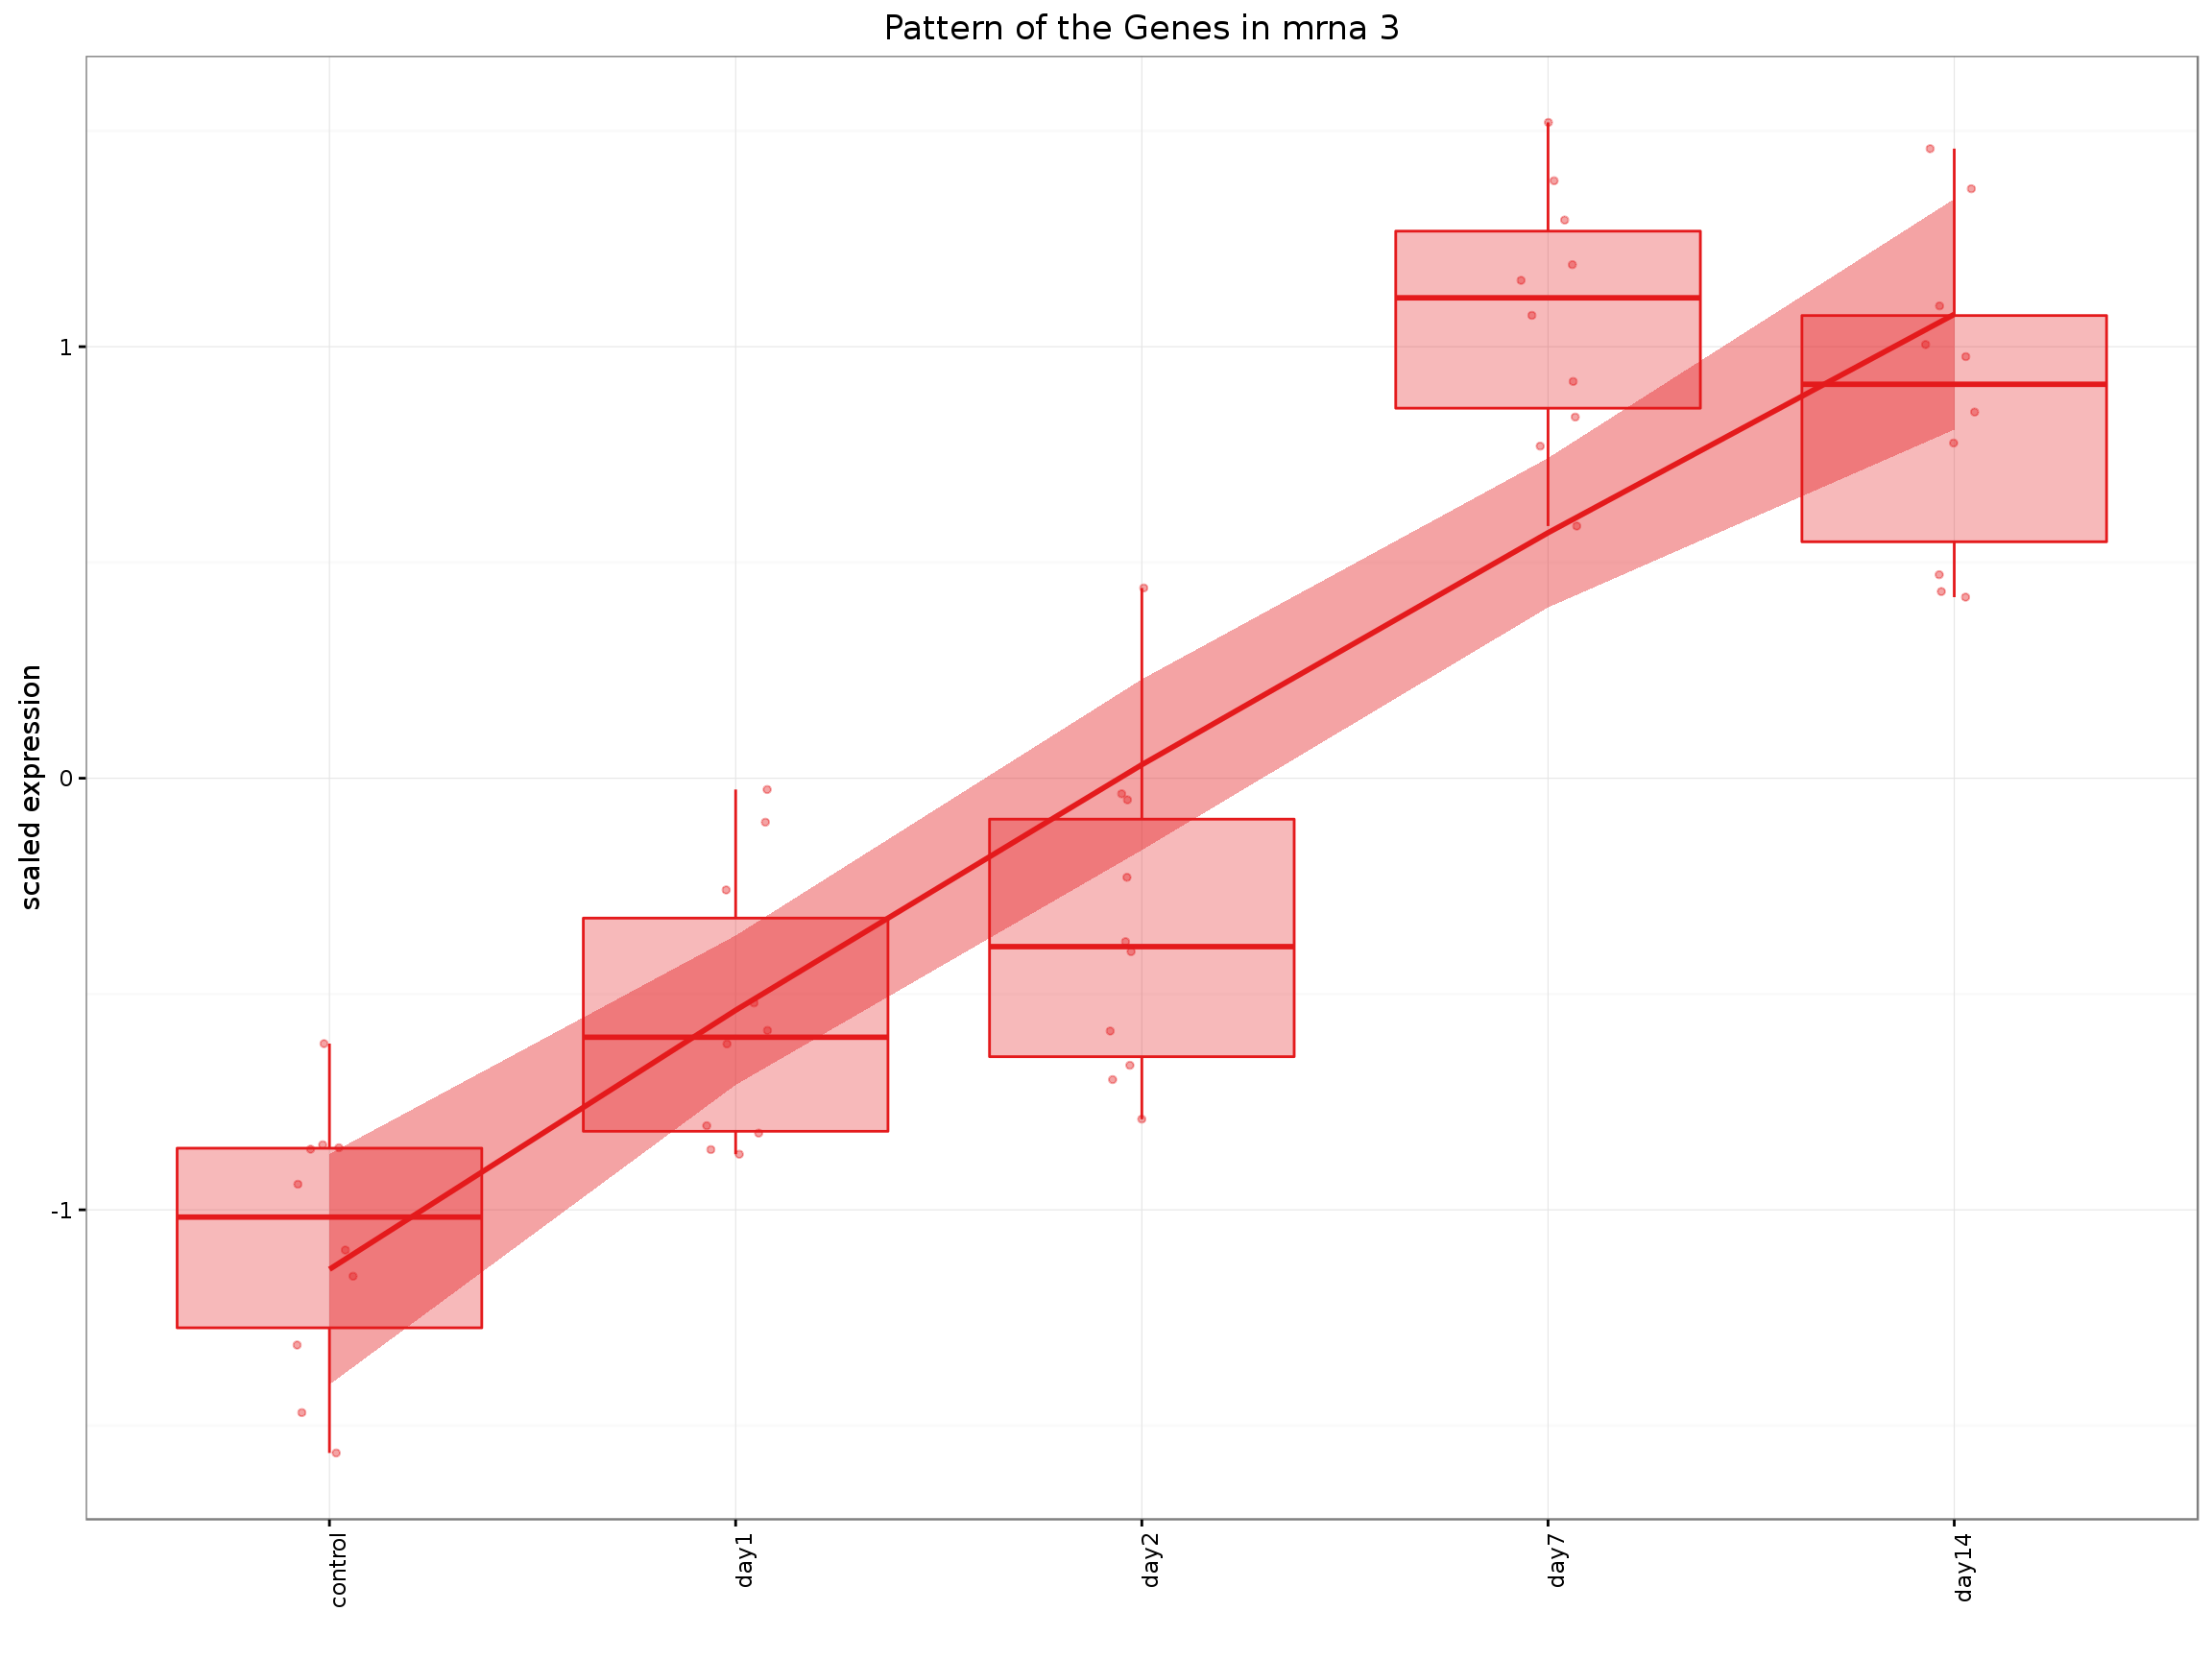 Pattern of the Genes in mrna 3
scaled expression
1
0
-1
control
day1
day2
day7
day14